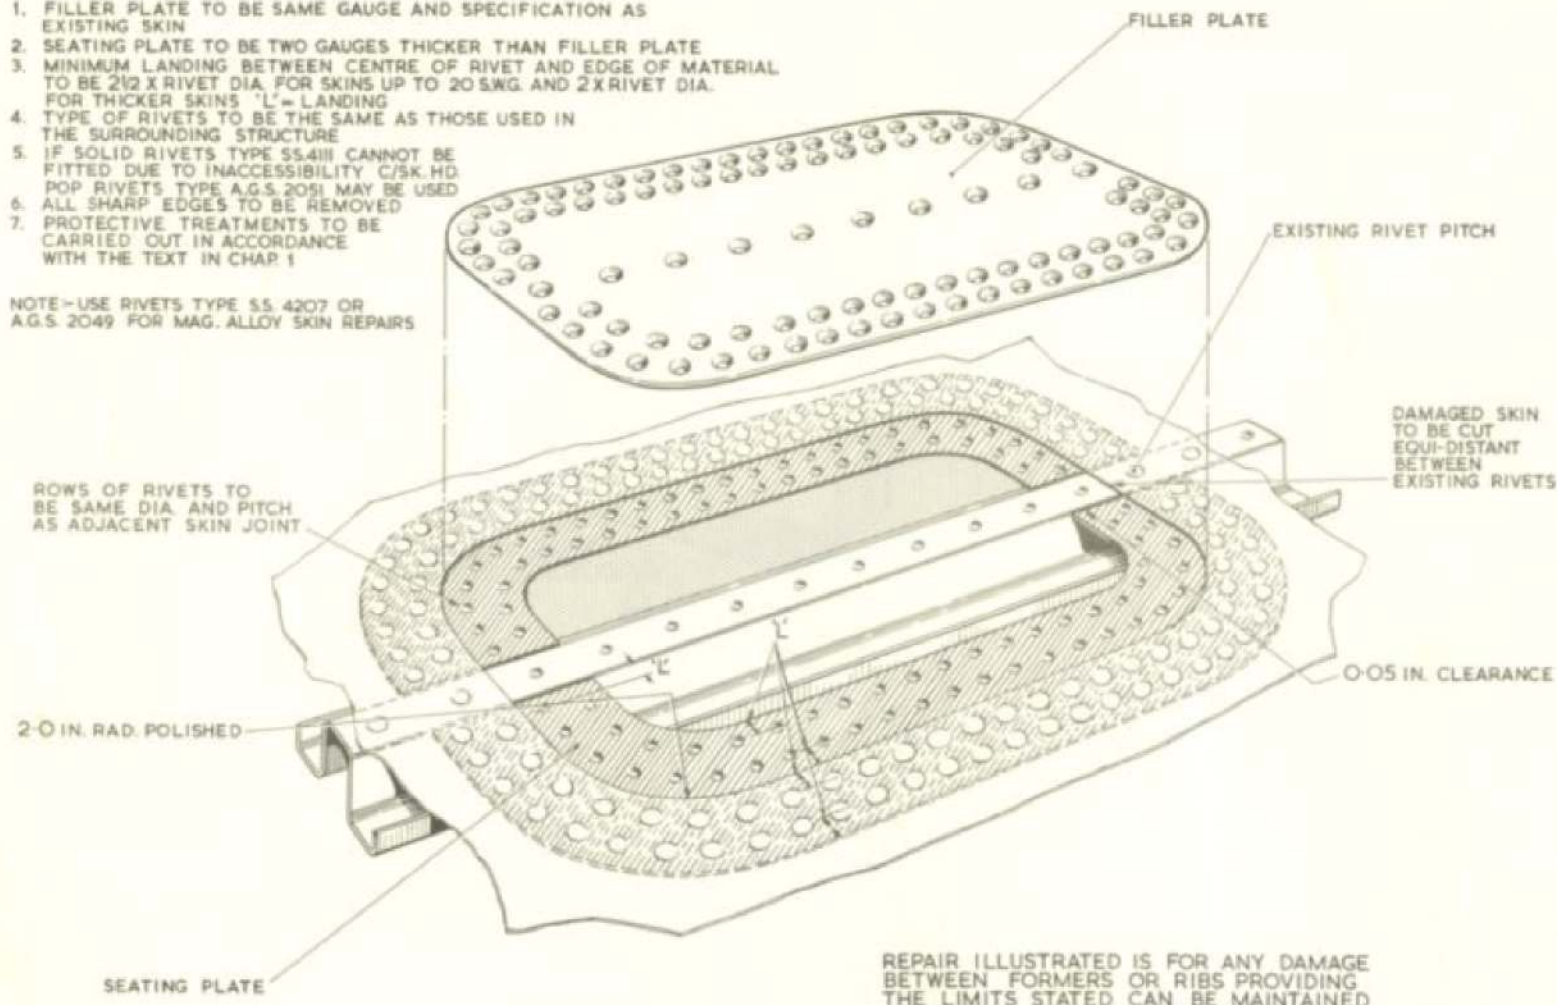 1. FILLER PLATE TO BE SAME GAUGE AND SPECIFICATION AS
EXISTING SKIN
2. SEATING PLATE TO BE TWO GAUGES THICKER THAN FILLER PLATE
3. MINIMUM LANDING BETWEEN CENTRE OF RIVET AND EDGE OF MATERIAL
TO BE 2 1/2 X RIVET DIA. FOR SKINS UP TO 20 S.W.G. AND 2 X RIVET DIA.
FOR THICKER SKINS 'L' = LANDING
4. TYPE OF RIVETS TO BE THE SAME AS THOSE USED IN
THE SURROUNDING STRUCTURE
5. IF SOLID RIVETS TYPE SS.4111 CANNOT BE
FITTED DUE TO INACCESSIBILITY C/SK. HD.
POP RIVETS TYPE A.G.S. 2051 MAY BE USED
6. ALL SHARP EDGES TO BE REMOVED
7. PROTECTIVE TREATMENTS TO BE
CARRIED OUT IN ACCORDANCE
WITH THE TEXT IN CHAP. 1
NOTE:- USE RIVETS TYPE S.S. 4207 OR
A.G.S. 2049 FOR MAG. ALLOY SKIN REPAIRS
FILLER PLATE
EXISTING RIVET PITCH
DAMAGED SKIN
TO BE CUT
EQUI-DISTANT
BETWEEN
EXISTING RIVETS
ROWS OF RIVETS TO
BE SAME DIA. AND PITCH
AS ADJACENT SKIN JOINT
'L'
'L'
0·05 IN. CLEARANCE
2·0 IN. RAD. POLISHED
SEATING PLATE
REPAIR ILLUSTRATED IS FOR ANY DAMAGE
BETWEEN FORMERS OR RIBS PROVIDING
THE LIMITS STATED CAN BE MAINTAINED